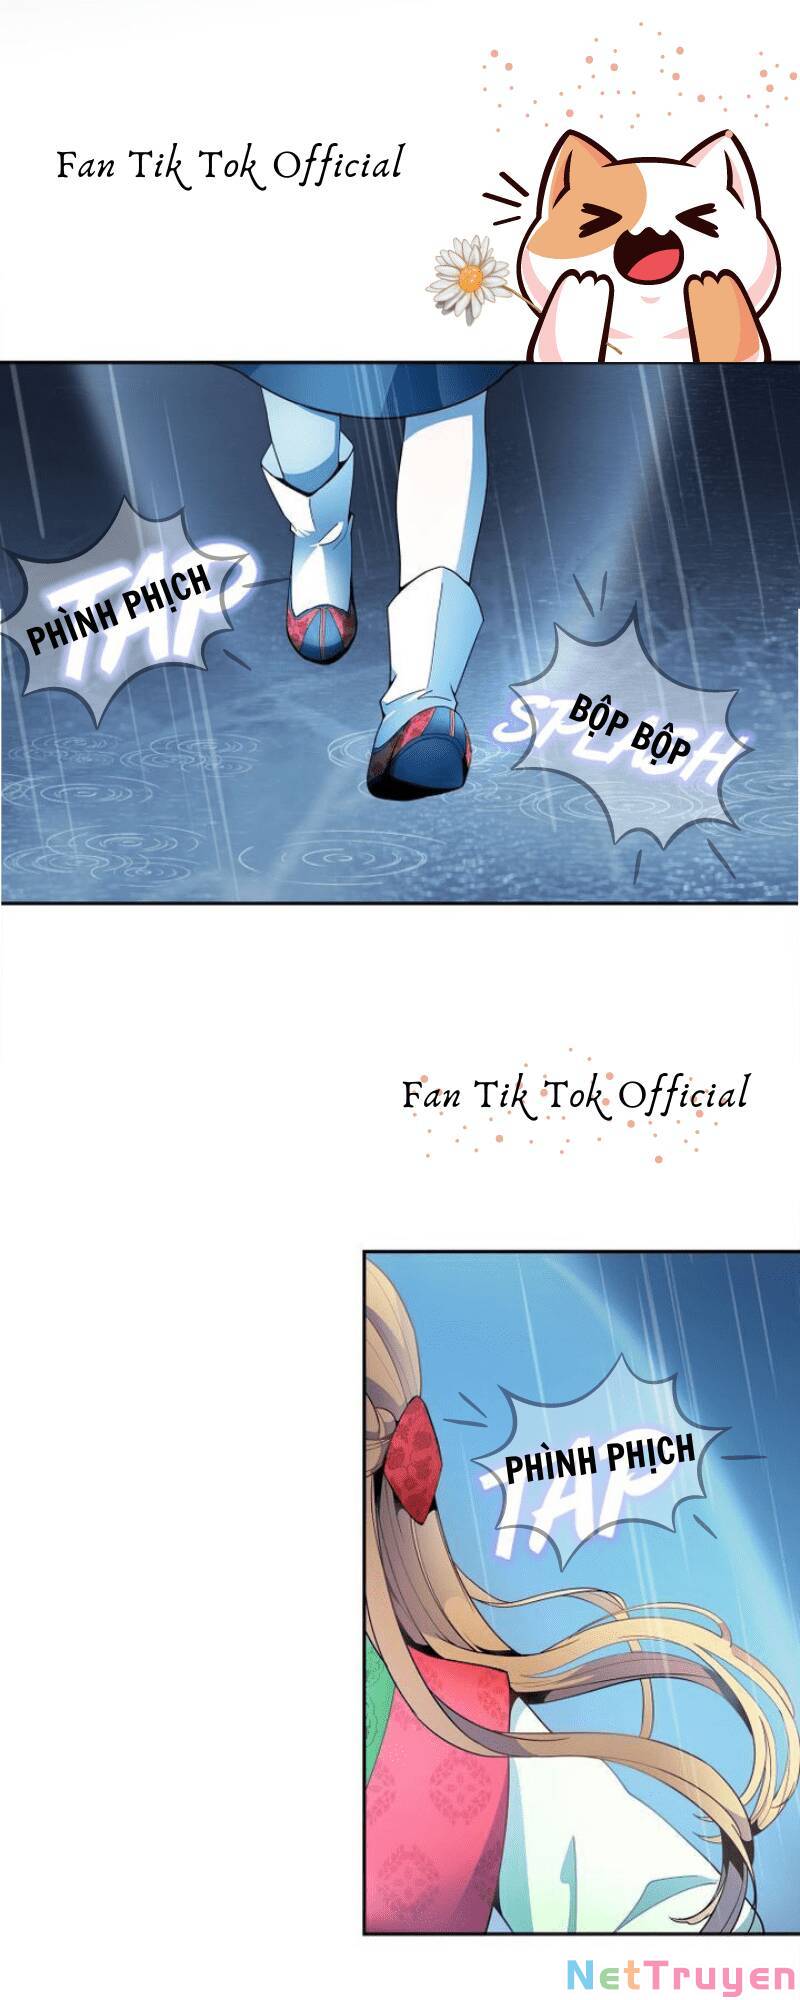 Fan Tik Tok Official
TAP
PHÌNH PHỊCH
SPLASH
BỘP BỘP
Fan Tik Tok Official
TAP
PHÌNH PHỊCH
NetTruyen